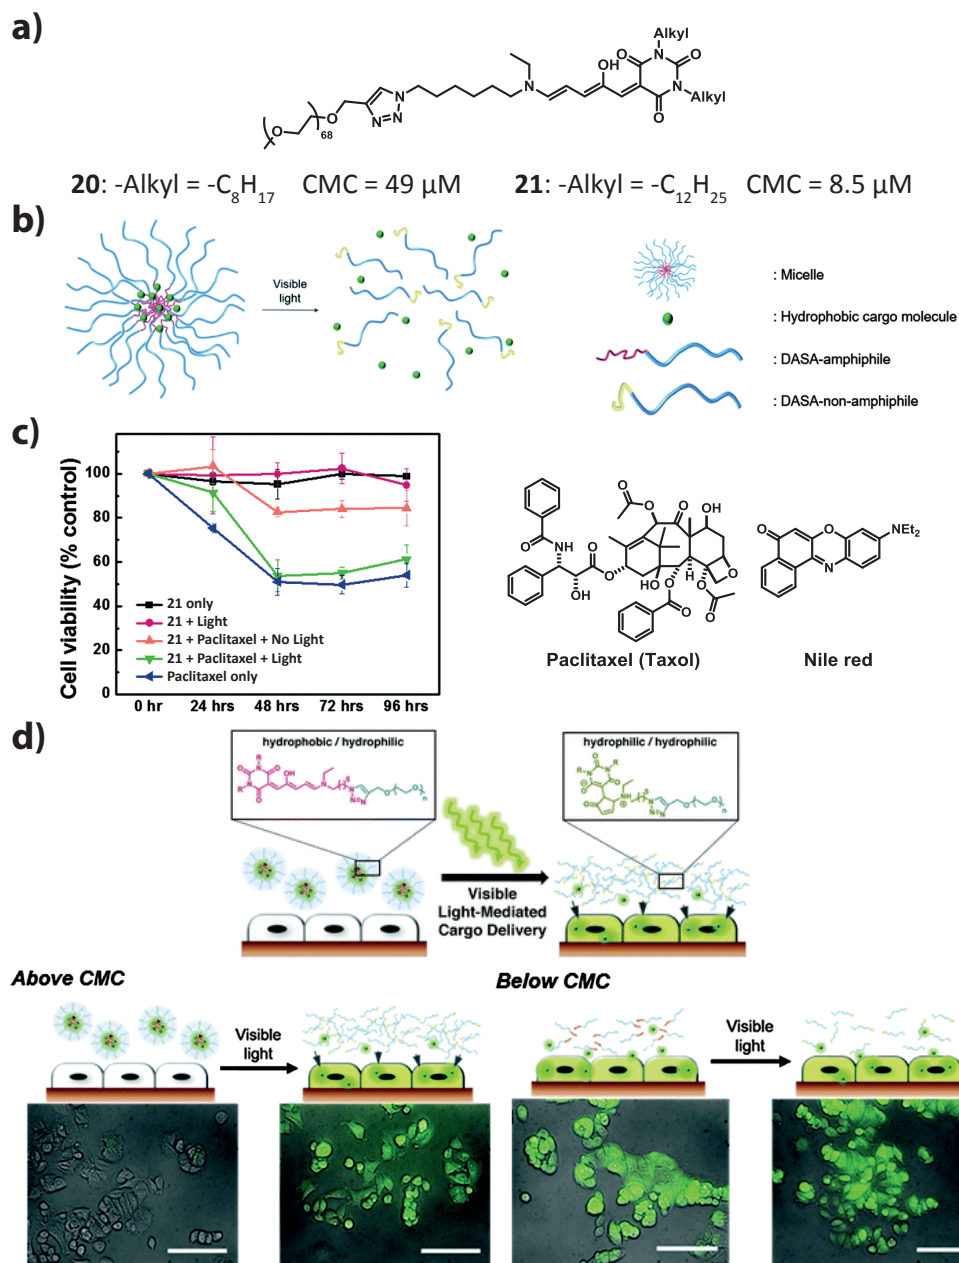 a)
Alkyl
O
N
O
OH
N
N
Alkyl
O
N
N
N
O
O
68
20: -Alkyl = -C8H17 CMC = 49 µM 21: -Alkyl = -C12H25 CMC = 8.5 µM
b)
Visible
light
: Micelle
: Hydrophobic cargo molecule
: DASA-amphiphile
: DASA-non-amphiphile
c)
Cell viability (% control)
100
80
60
40
20
0
21 only
21 + Light
21 + Paclitaxel + No Light
21 + Paclitaxel + Light
Paclitaxel only
0 hr 24 hrs 48 hrs 72 hrs 96 hrs
O
O
O
OH
O
NH
O
O
OH
HO
O
H
O
O
O
O
Paclitaxel (Taxol)
O
O
N
NEt2
Nile red
d)
hydrophobic / hydrophilic
R
O
N
O
OH
R
N
O
N
5
N
N=N
O
O
n
hydrophilic / hydrophilic
R
O
N
R
N
O
O
NH
5
N
N=N
O
O
n
Visible
Light-Mediated
Cargo Delivery
Above CMC
Below CMC
Visible
light
Visible
light